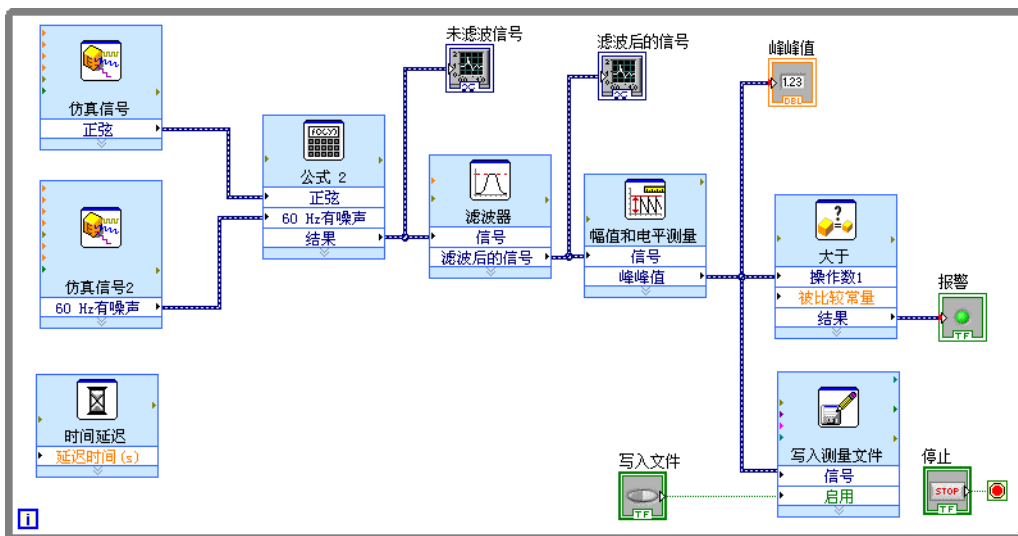 仿真信号
正弦
仿真信号2
60 Hz有噪声
时间延迟
延迟时间(s)
i
f(x,y)
公式 2
正弦
60 Hz有噪声
结果
未滤波信号
滤波器
信号
滤波后的信号
滤波后的信号
幅值和电平测量
信号
峰峰值
峰峰值
1.23
DBL
?
大于
操作数1
被比较常量
结果
报警
TF
写入文件
TF
写入测量文件
信号
启用
停止
STOP
TF